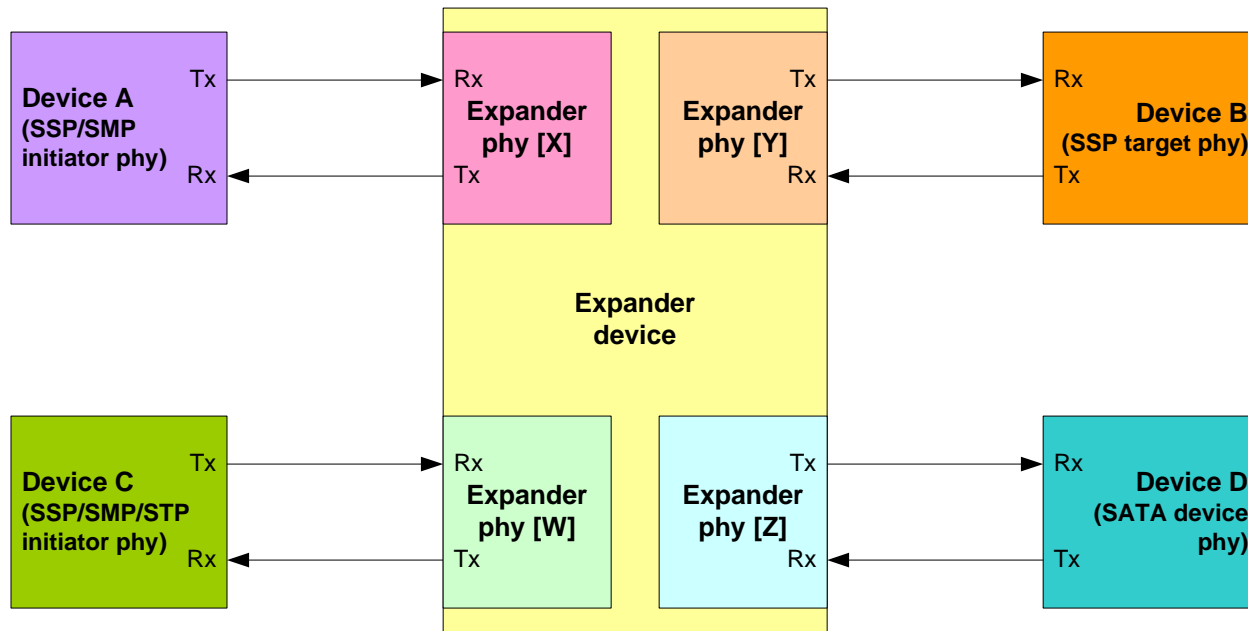 Device A
(SSP/SMP
initiator phy)
Tx
Rx
Rx
Expander
phy [X]
Tx
Tx
Expander
phy [Y]
Rx
Rx
Device B
(SSP target phy)
Tx
Expander
device
Device C
(SSP/SMP/STP
initiator phy)
Tx
Rx
Rx
Expander
phy [W]
Tx
Tx
Expander
phy [Z]
Rx
Rx
Device D
(SATA device
phy)
Tx